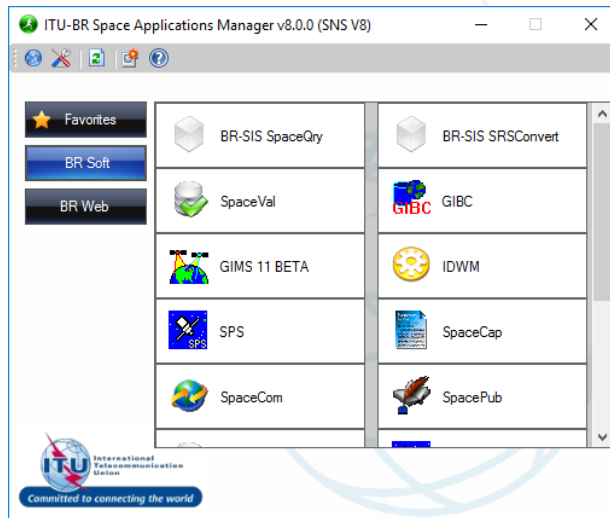 ITU-BR Space Applications Manager v8.0.0 (SNS V8)
Favorites
BR Soft
BR Web
BR-SIS SpaceQry
BR-SIS SRSConvert
SpaceVal
GIBC
GIBC
GIMS 11 BETA
IDWM
SPS
SPS
SpaceCap
SpaceCom
SpacePub
ITU
International
Telecommunication
Union
Committed to connecting the world